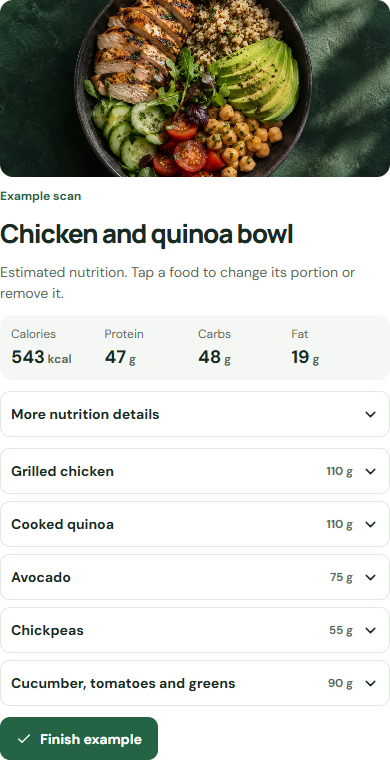 Example scan
Chicken and quinoa bowl
Estimated nutrition. Tap a food to change its portion or
remove it.
Calories Protein Carbs Fat
543 kcal 47 g 48 g 19 g
More nutrition details
Grilled chicken 110 g
Cooked quinoa 110 g
Avocado 75 g
Chickpeas 55 g
Cucumber, tomatoes and greens 90 g
Finish example